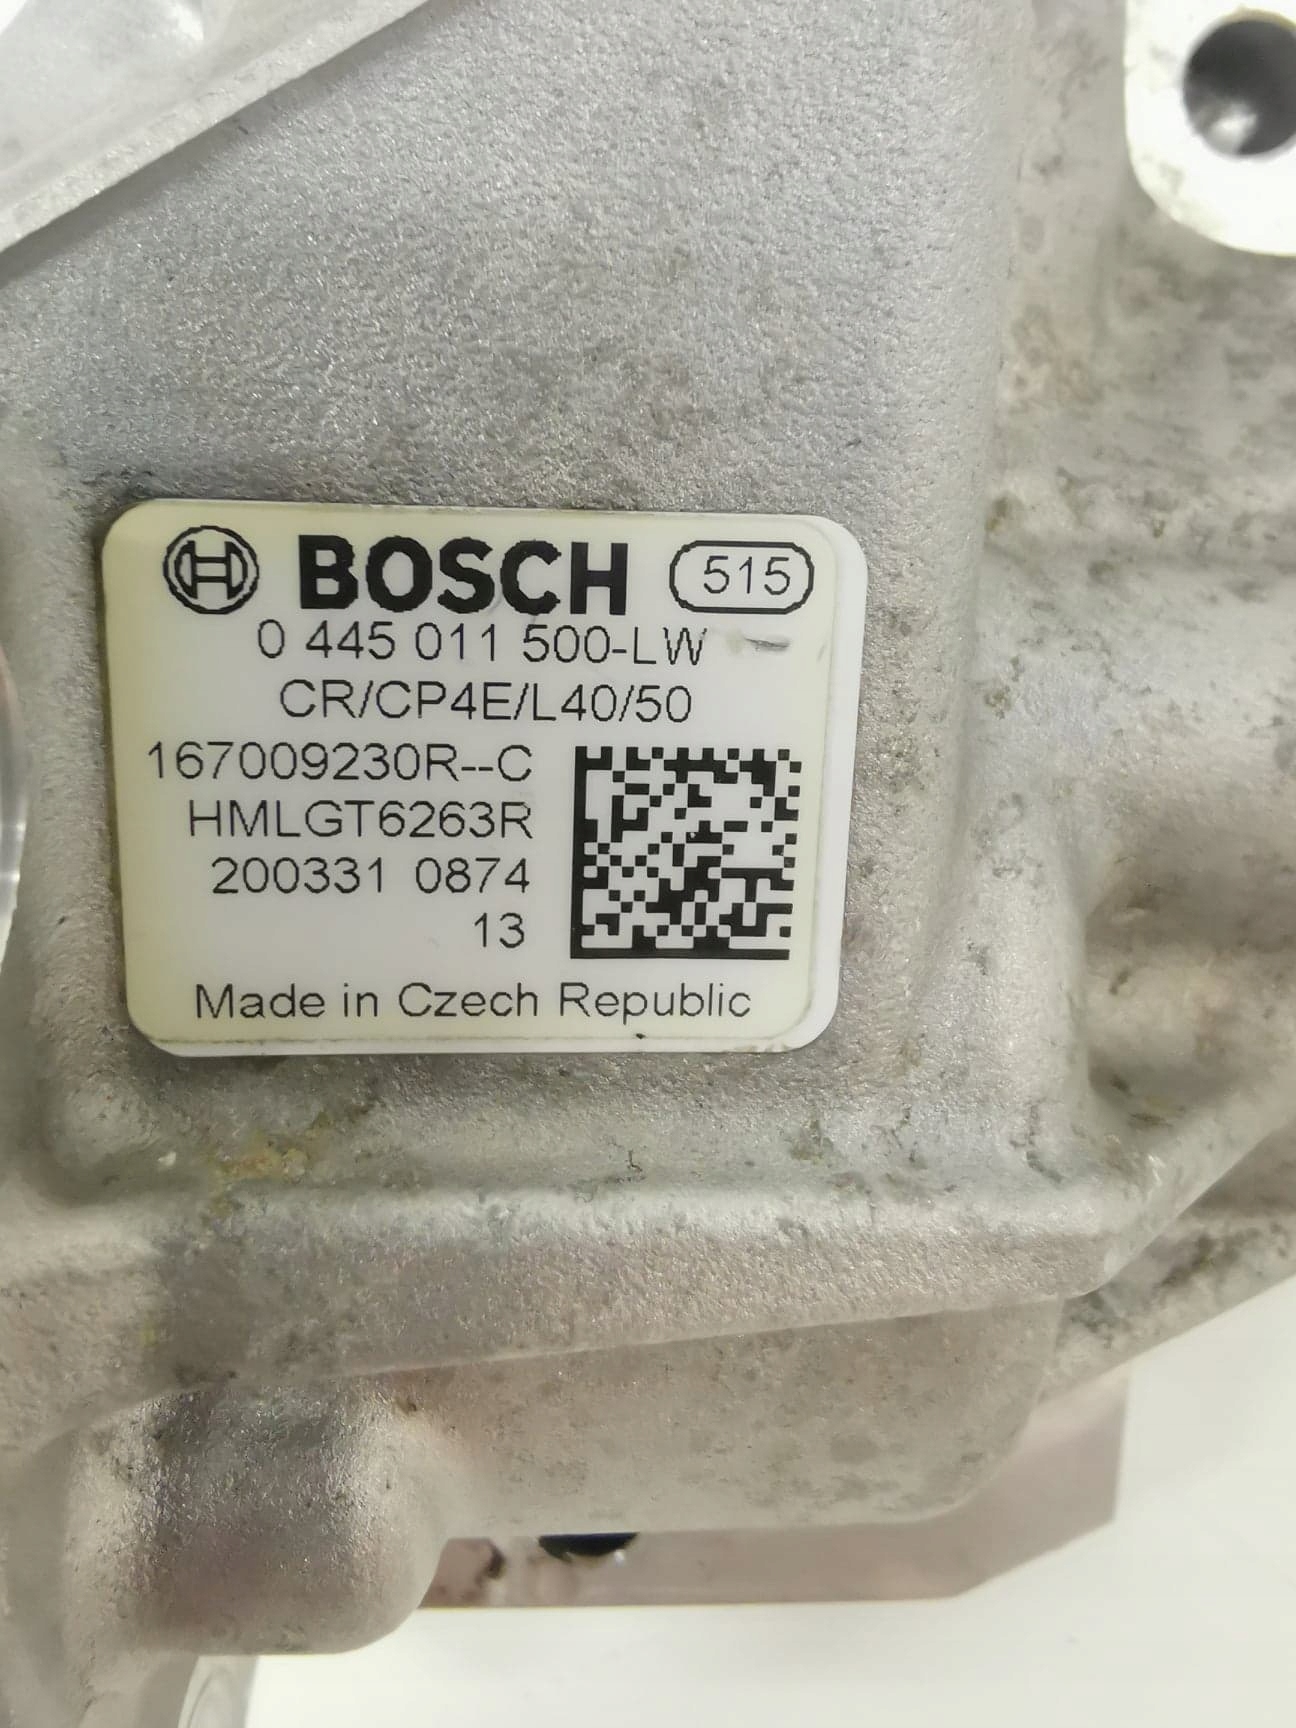 BOSCH 515
0 445 011 500-LW
CR/CP4E/L40/50
167009230R--C
HMLGT6263R
200331 0874
13
Made in Czech Republic